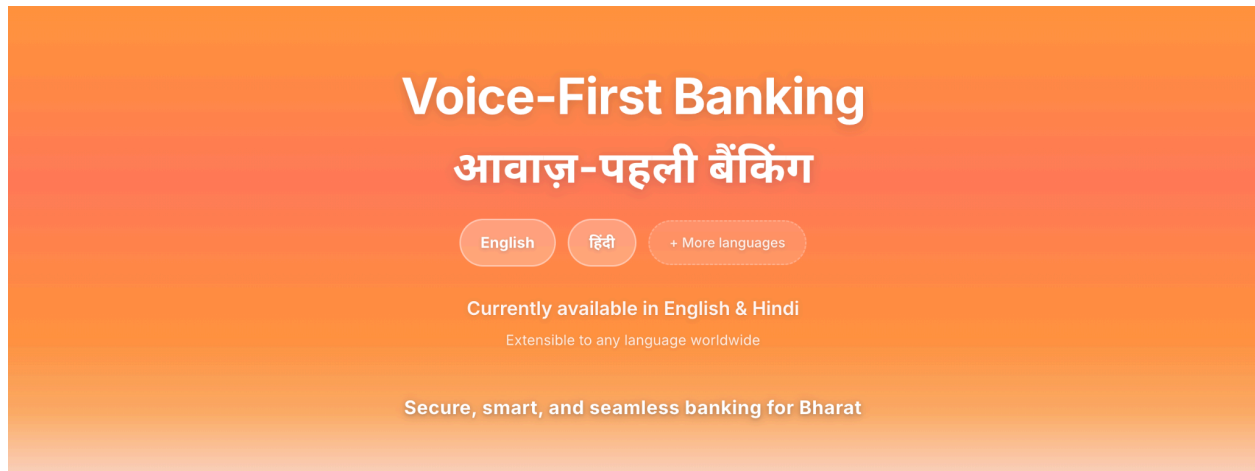 Voice-First Banking
आवाज़-पहली बैंकिंग
English हिंदी + More languages
Currently available in English & Hindi
Extensible to any language worldwide
Secure, smart, and seamless banking for Bharat